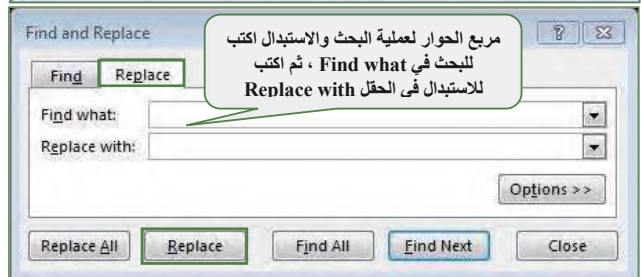 Find and Replace
مربع الحوار لعملية البحث والاستبدال اكتب
للبحث في Find what ، ثم اكتب
للاستبدال في الحقل Replace with
Find Replace
Find what:
Replace with:
Options >>
Replace All Replace Find All Find Next Close